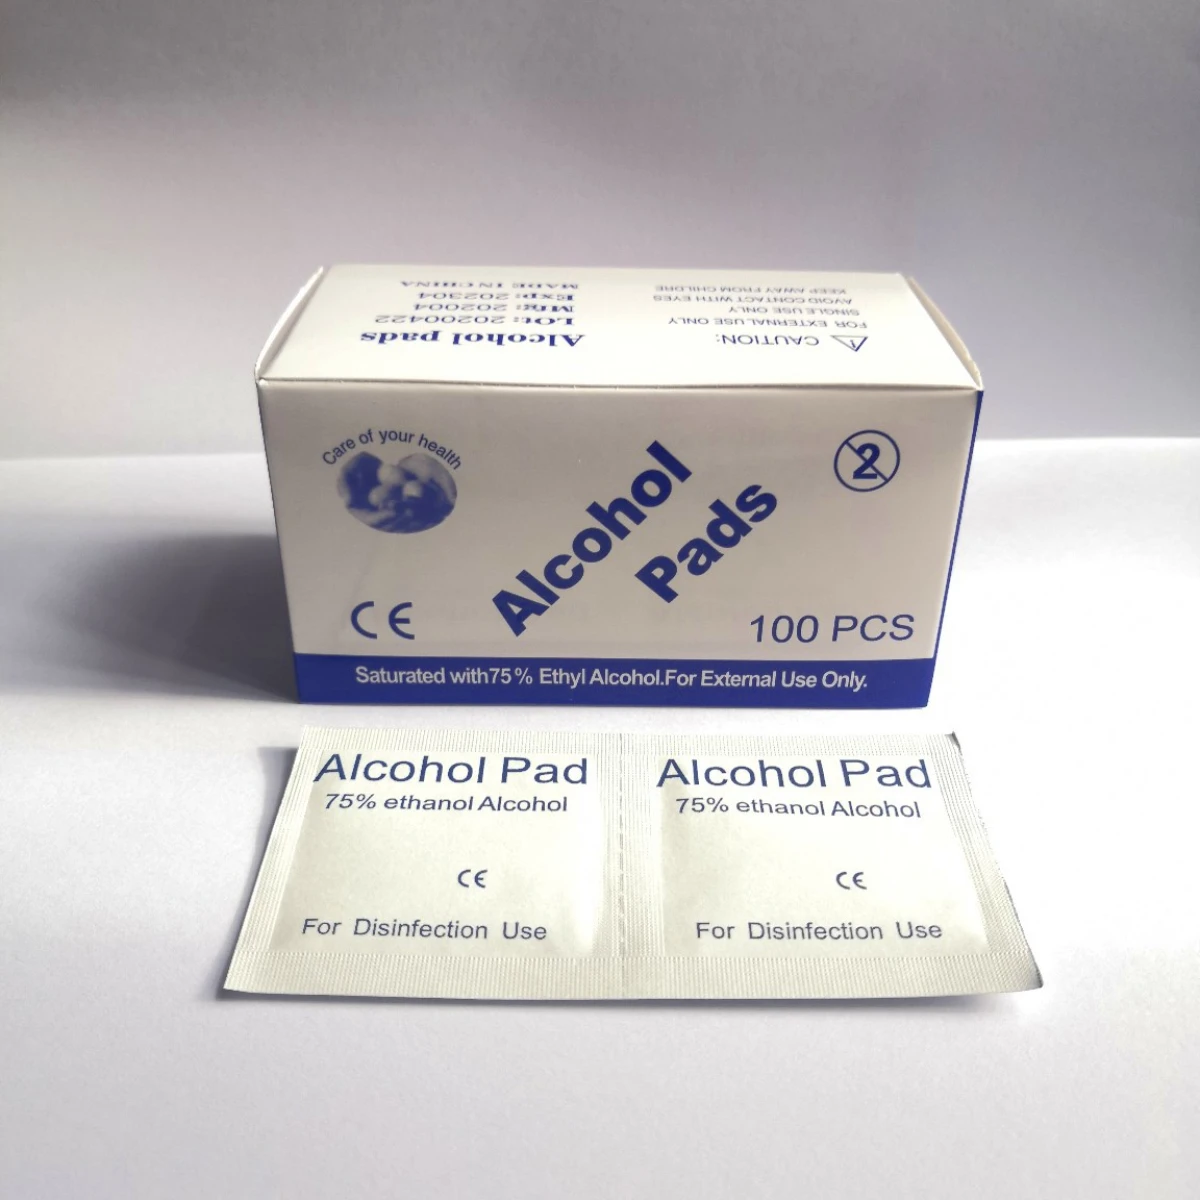 Alcohol pads
LOt: 20200422
Mfg: 202004
Exp: 202304
MADE IN CHINA
CAUTION:
FOR EXTERNAL USE ONLY
SINGLE USE ONLY
AVOID CONTACT WITH EYES
KEEP AWAY FROM CHILDRE
Care of your health
Alcohol
Pads
2
CE
100 PCS
Saturated with75% Ethyl Alcohol.For External Use Only.
Alcohol Pad
75% ethanol Alcohol
CE
For Disinfection Use
Alcohol Pad
75% ethanol Alcohol
CE
For Disinfection Use